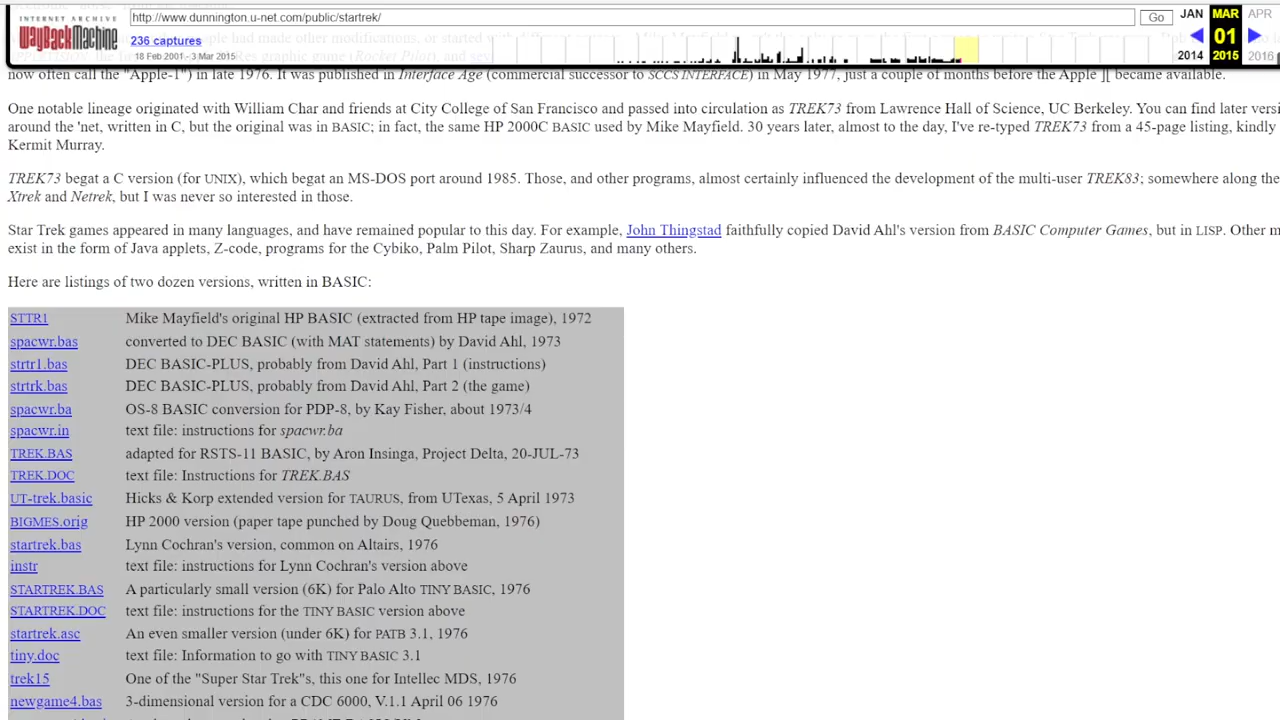 INTERNET ARCHIVE
WayBackMachine
http://www.dunnington.u-net.com/public/startrek/
Go
JAN
MAR
APR
236 captures
01
18 Feb 2001 - 3 Mar 2015
2014
2015
2016
now often call the "Apple-1") in late 1976. It was published in Interface Age (commercial successor to SCCS INTERFACE) in May 1977, just a couple of months before the Apple ][ became available.
One notable lineage originated with William Char and friends at City College of San Francisco and passed into circulation as TREK73 from Lawrence Hall of Science, UC Berkeley. You can find later versi
around the 'net, written in C, but the original was in BASIC; in fact, the same HP 2000C BASIC used by Mike Mayfield. 30 years later, almost to the day, I've re-typed TREK73 from a 45-page listing, kindly
Kermit Murray.
TREK73 begat a C version (for UNIX), which begat an MS-DOS port around 1985. Those, and other programs, almost certainly influenced the development of the multi-user TREK83; somewhere along the
Xtrek and Netrek, but I was never so interested in those.
Star Trek games appeared in many languages, and have remained popular to this day. For example, John Thingstad faithfully copied David Ahl's version from BASIC Computer Games, but in LISP. Other m
exist in the form of Java applets, Z-code, programs for the Cybiko, Palm Pilot, Sharp Zaurus, and many others.
Here are listings of two dozen versions, written in BASIC:
STTR1 Mike Mayfield's original HP BASIC (extracted from HP tape image), 1972
spacwr.bas converted to DEC BASIC (with MAT statements) by David Ahl, 1973
strtr1.bas DEC BASIC-PLUS, probably from David Ahl, Part 1 (instructions)
strtrk.bas DEC BASIC-PLUS, probably from David Ahl, Part 2 (the game)
spacwr.ba OS-8 BASIC conversion for PDP-8, by Kay Fisher, about 1973/4
spacwr.in text file: instructions for spacwr.ba
TREK.BAS adapted for RSTS-11 BASIC, by Aron Insinga, Project Delta, 20-JUL-73
TREK.DOC text file: Instructions for TREK.BAS
UT-trek.basic Hicks & Korp extended version for TAURUS, from UTexas, 5 April 1973
BIGMES.orig HP 2000 version (paper tape punched by Doug Quebbeman, 1976)
startrek.bas Lynn Cochran's version, common on Altairs, 1976
instr text file: instructions for Lynn Cochran's version above
STARTREK.BAS A particularly small version (6K) for Palo Alto TINY BASIC, 1976
STARTREK.DOC text file: instructions for the TINY BASIC version above
startrek.asc An even smaller version (under 6K) for PATB 3.1, 1976
tiny.doc text file: Information to go with TINY BASIC 3.1
trek15 One of the "Super Star Trek"s, this one for Intellec MDS, 1976
newgame4.bas 3-dimensional version for a CDC 6000, V.1.1 April 06 1976